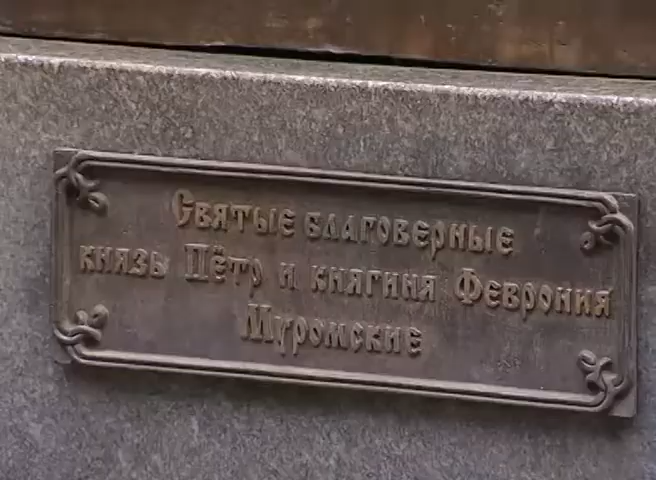 Святые благоверные
князь Пётр и княгиня Феврония
Муромские